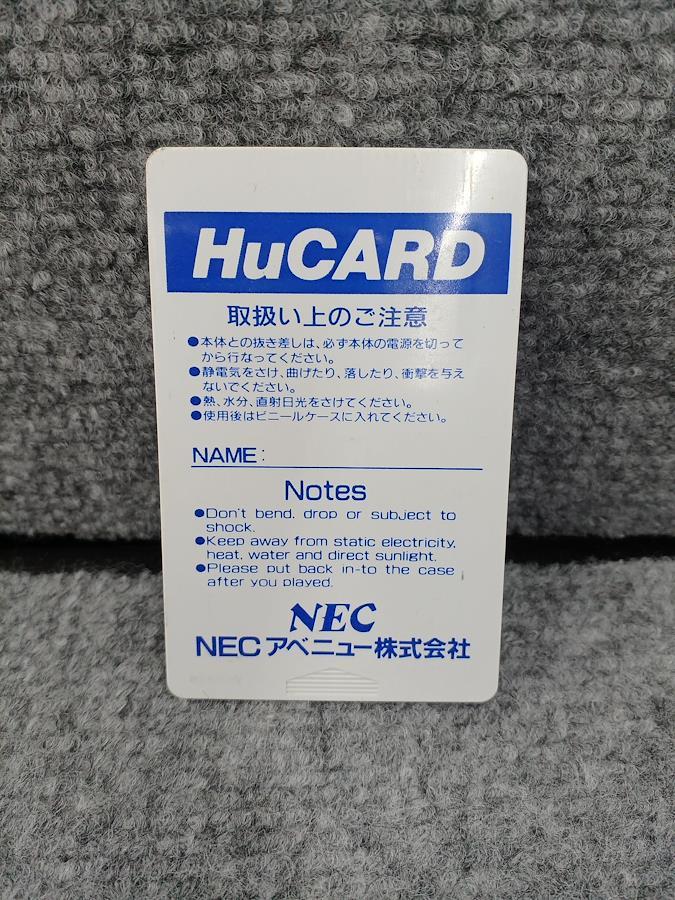 HuCARD
取扱い上のご注意
●本体との抜き差しは、必ず本体の電源を切って
から行なってください。
●静電気をさけ、曲げたり、落したり、衝撃を与え
ないでください。
●熱、水分、直射日光をさけてください。
●使用後はビニールケースに入れてください。
NAME:
Notes
●Don't bend, drop or subject to
shock.
●Keep away from static electricity,
heat, water and direct sunlight.
●Please put back in-to the case
after you played.
NEC
NECアベニュー株式会社